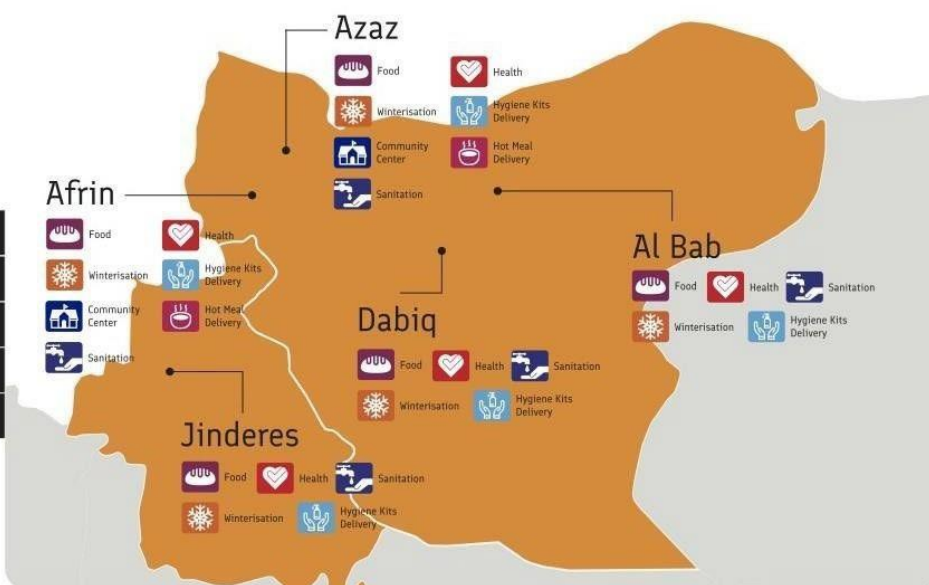 Azaz
Food
Health
Winterisation
Hygiene Kits
Delivery
Community
Center
Hot Meal
Delivery
Sanitation
Afrin
Food
Health
Winterisation
Hygiene Kits
Delivery
Community
Center
Hot Meal
Delivery
Sanitation
Al Bab
Food
Health
Sanitation
Winterisation
Hygiene Kits
Delivery
Dabiq
Food
Health
Sanitation
Winterisation
Hygiene Kits
Delivery
Jinderes
Food
Health
Sanitation
Winterisation
Hygiene Kits
Delivery